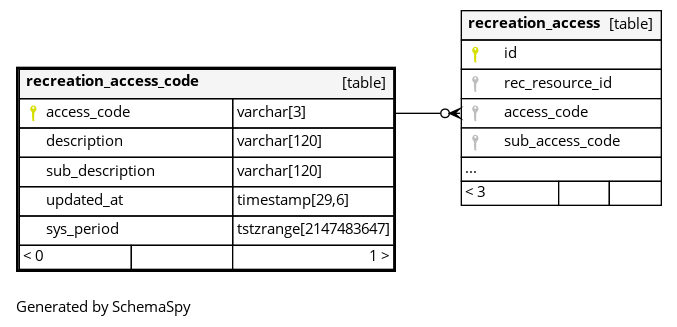 recreation_access_code [table]
access_code varchar[3]
description varchar[120]
sub_description varchar[120]
updated_at timestamp[29,6]
sys_period tstzrange[2147483647]
< 0 1 >
recreation_access [table]
id
rec_resource_id
access_code
sub_access_code
...
< 3
Generated by SchemaSpy